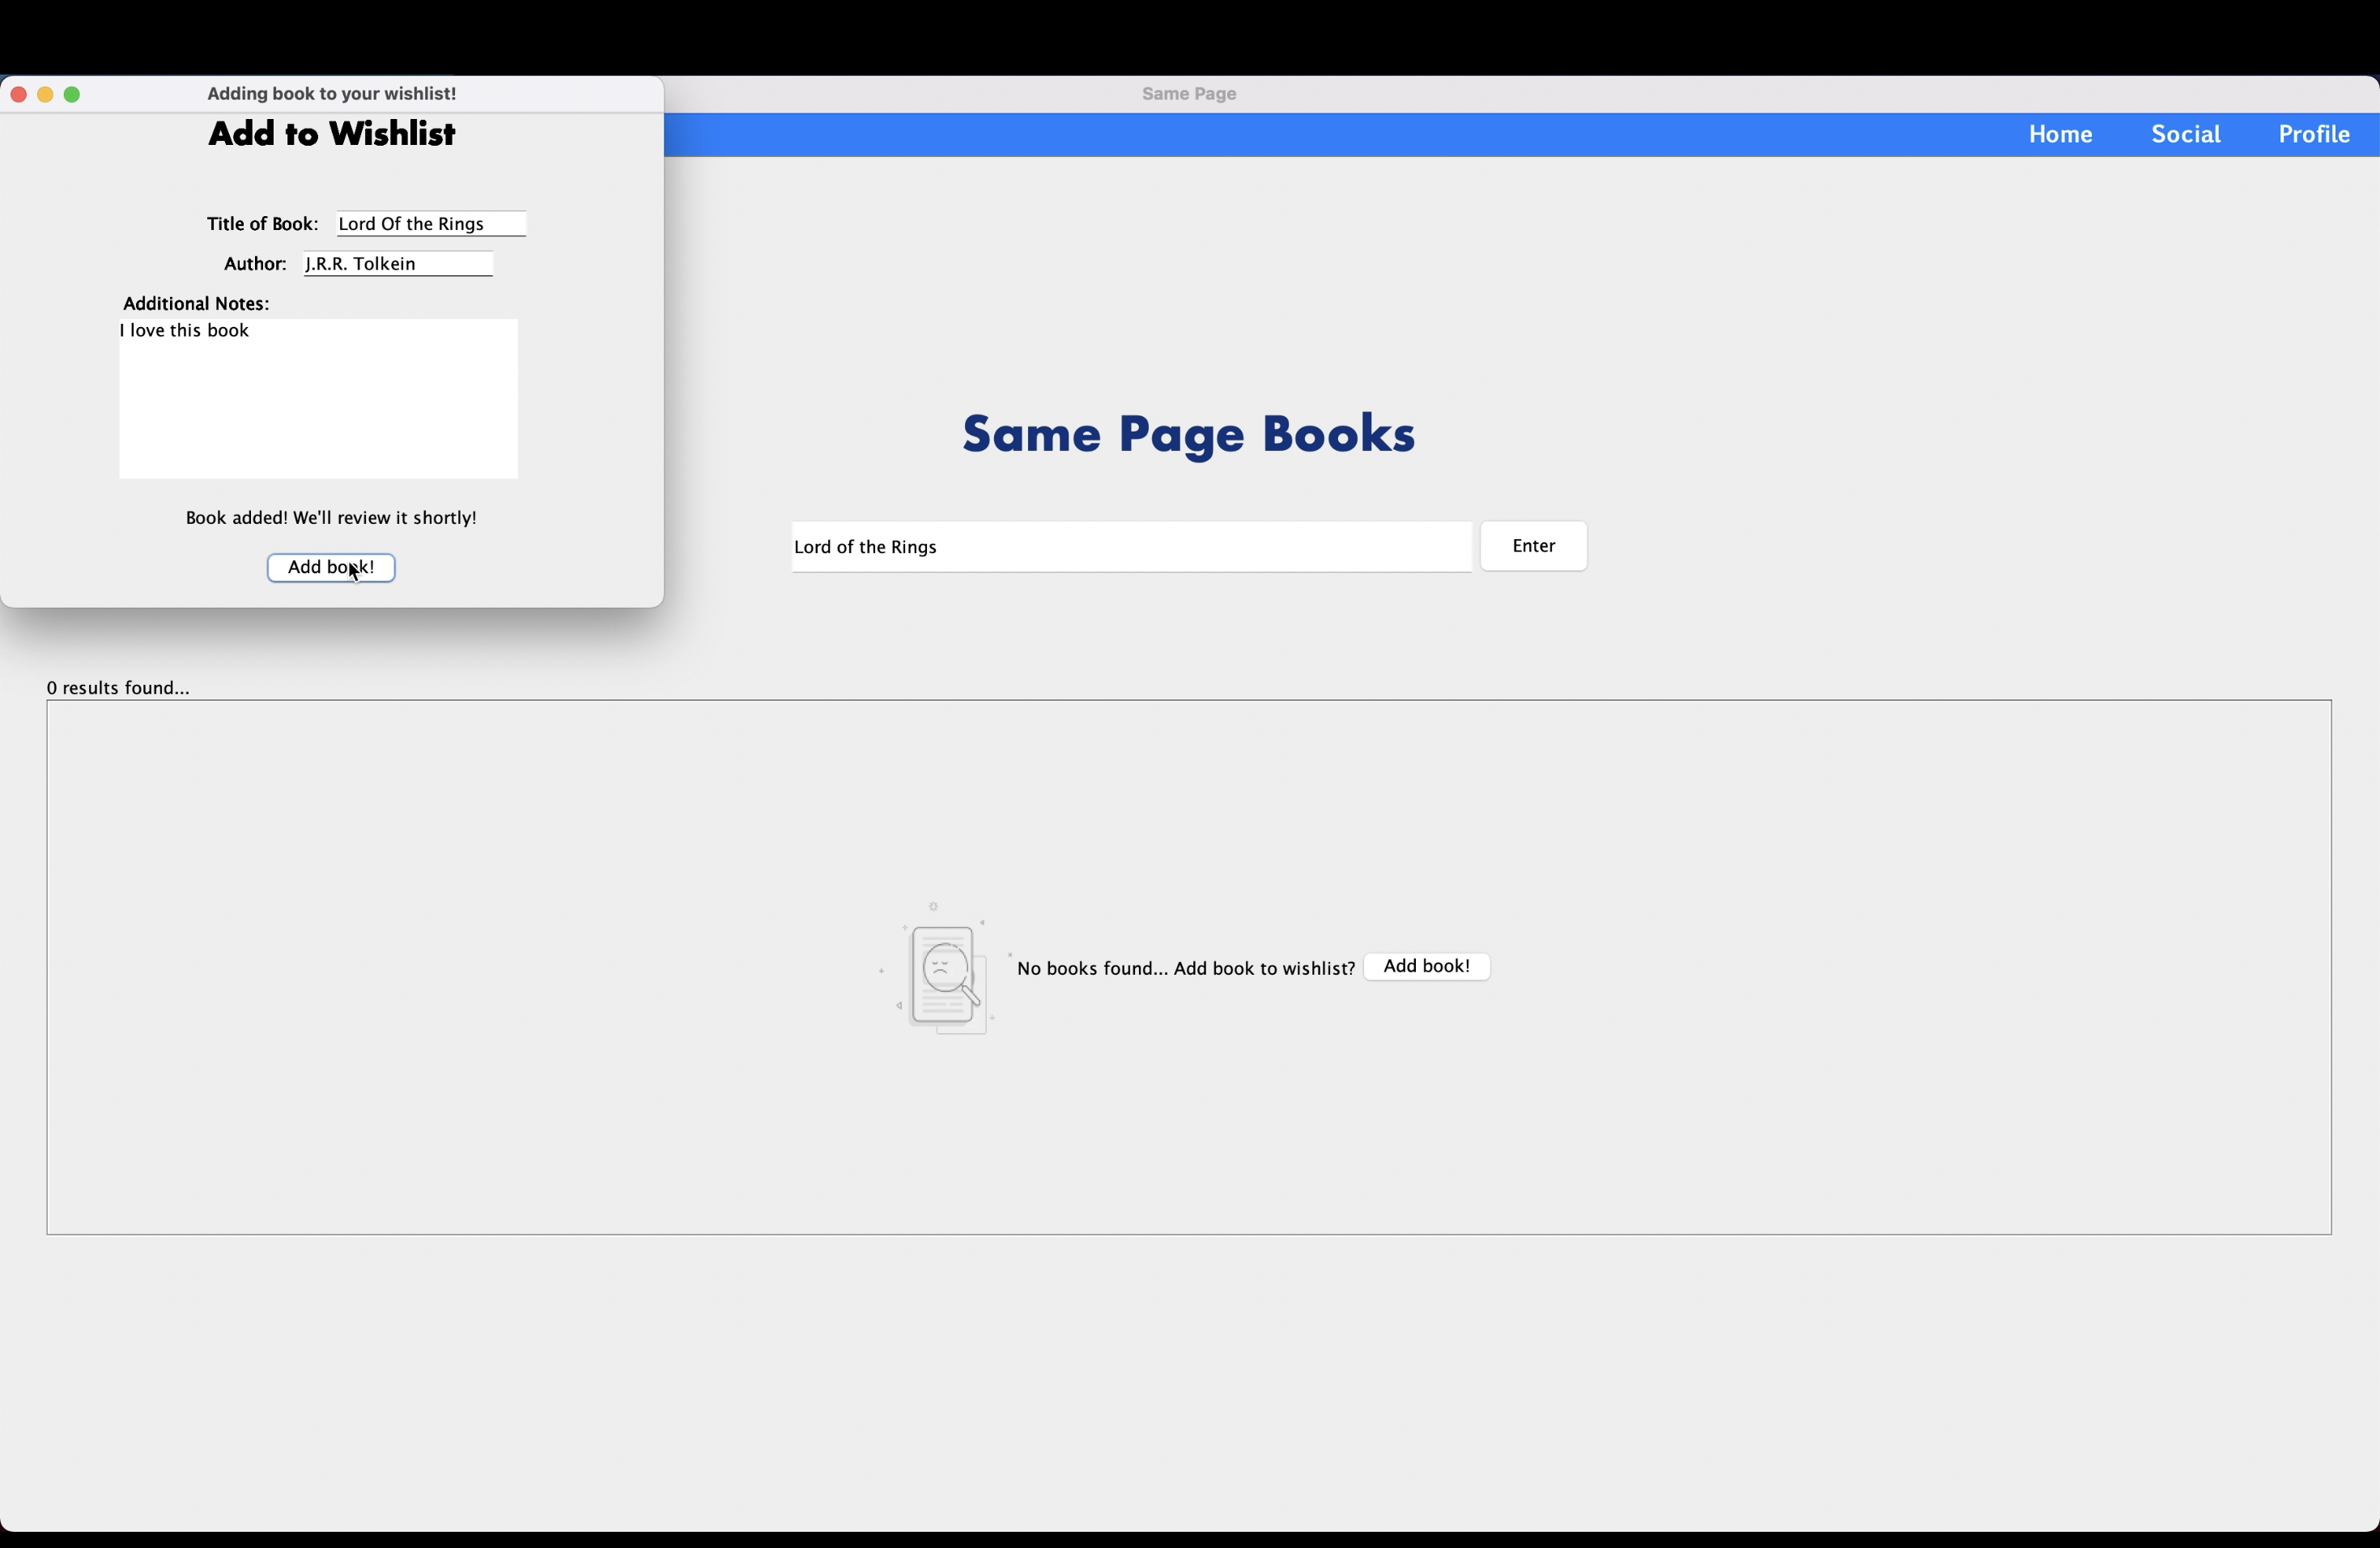 Adding book to your wishlist!
Same Page
Add to Wishlist
Home Social Profile
Title of Book: Lord Of the Rings
Author: J.R.R. Tolkein
Additional Notes:
I love this book
Book added! We'll review it shortly!
Add book!
Same Page Books
Lord of the Rings Enter
0 results found...
No books found... Add book to wishlist? Add book!